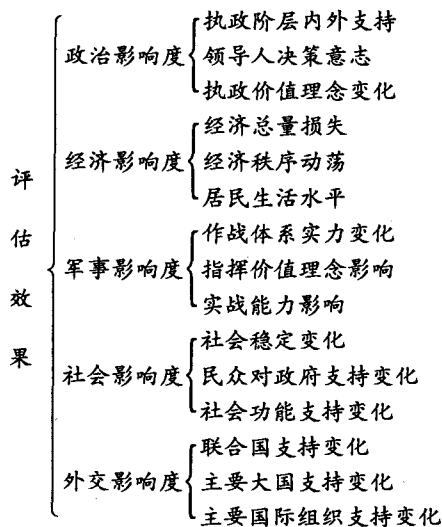 评估效果
政治影响度
执政阶层内外支持
领导人决策意志
执政价值理念变化
经济影响度
经济总量损失
经济秩序动荡
居民生活水平
军事影响度
作战体系实力变化
指挥价值理念影响
实战能力影响
社会影响度
社会稳定变化
民众对政府支持变化
社会功能支持变化
外交影响度
联合国支持变化
主要大国支持变化
主要国际组织支持变化